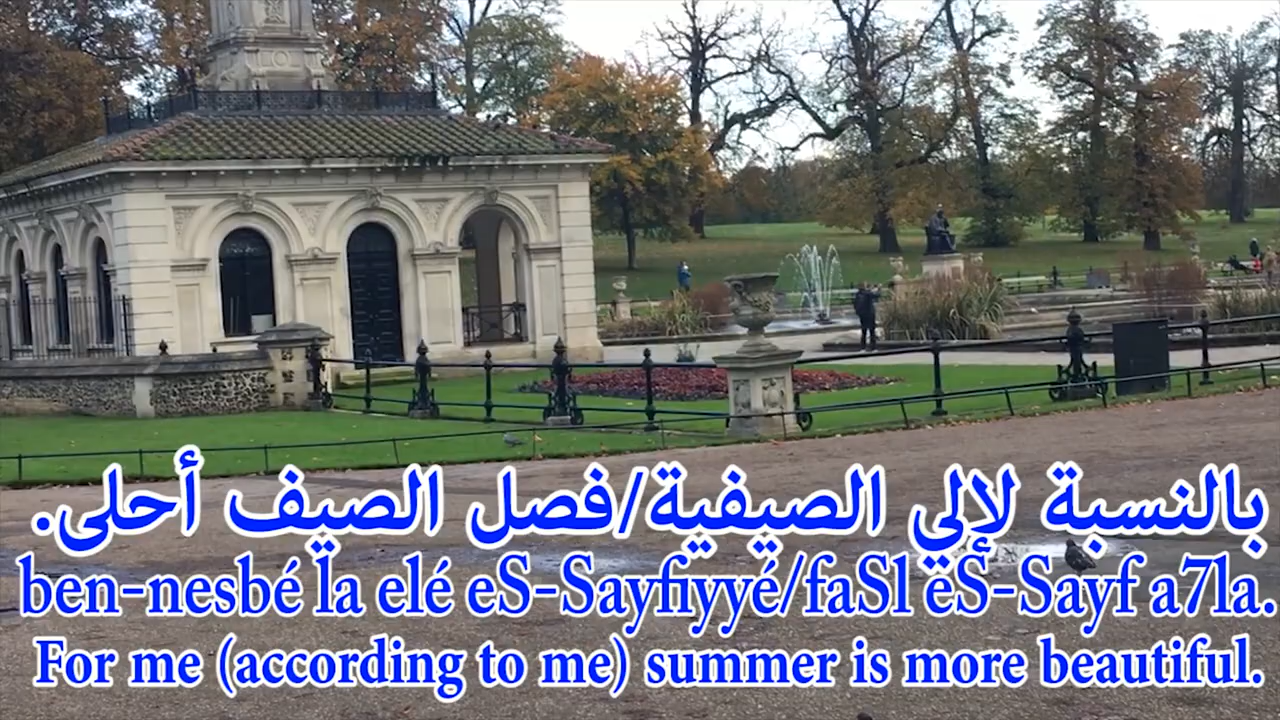 بالنسبة لإلي الصيفية/فصل الصيف أحلى.
ben-nesbé la elé eS-Sayfiyyé/faSl eS-Sayf a7la.
For me (according to me) summer is more beautiful.